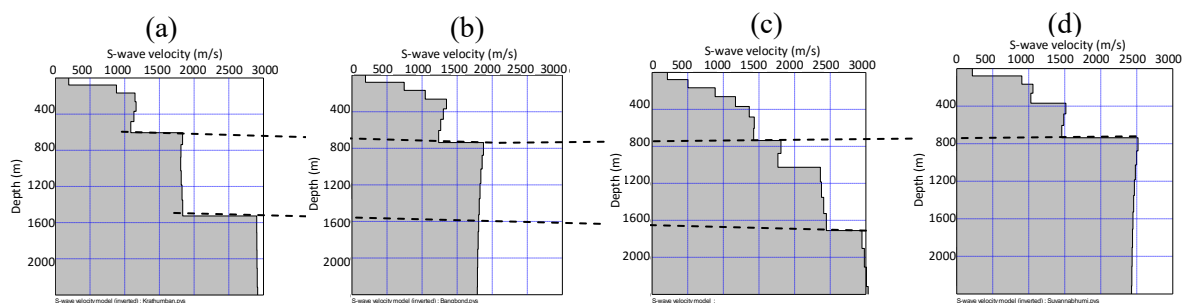 (a)
S-wave velocity (m/s)
0 500 1000 1500 2000 2500 3000
400
800
1200
1600
2000
Depth (m)
S-wave velocity model (inverted) : Krathumban.pvs
(b)
S-wave velocity (m/s)
0 500 1000 1500 2000 2500 3000
400
800
1200
1600
2000
Depth (m)
S-wave velocity model (inverted) : Bangbond.pvs
(c)
S-wave velocity (m/s)
0 500 1000 1500 2000 2500 3000
400
800
1200
1600
2000
Depth (m)
S-wave velocity model :
(d)
S-wave velocity (m/s)
0 500 1000 1500 2000 2500 3000
400
800
1200
1600
2000
Depth (m)
S-wave velocity model (inverted) : Suvannabhumi.pvs